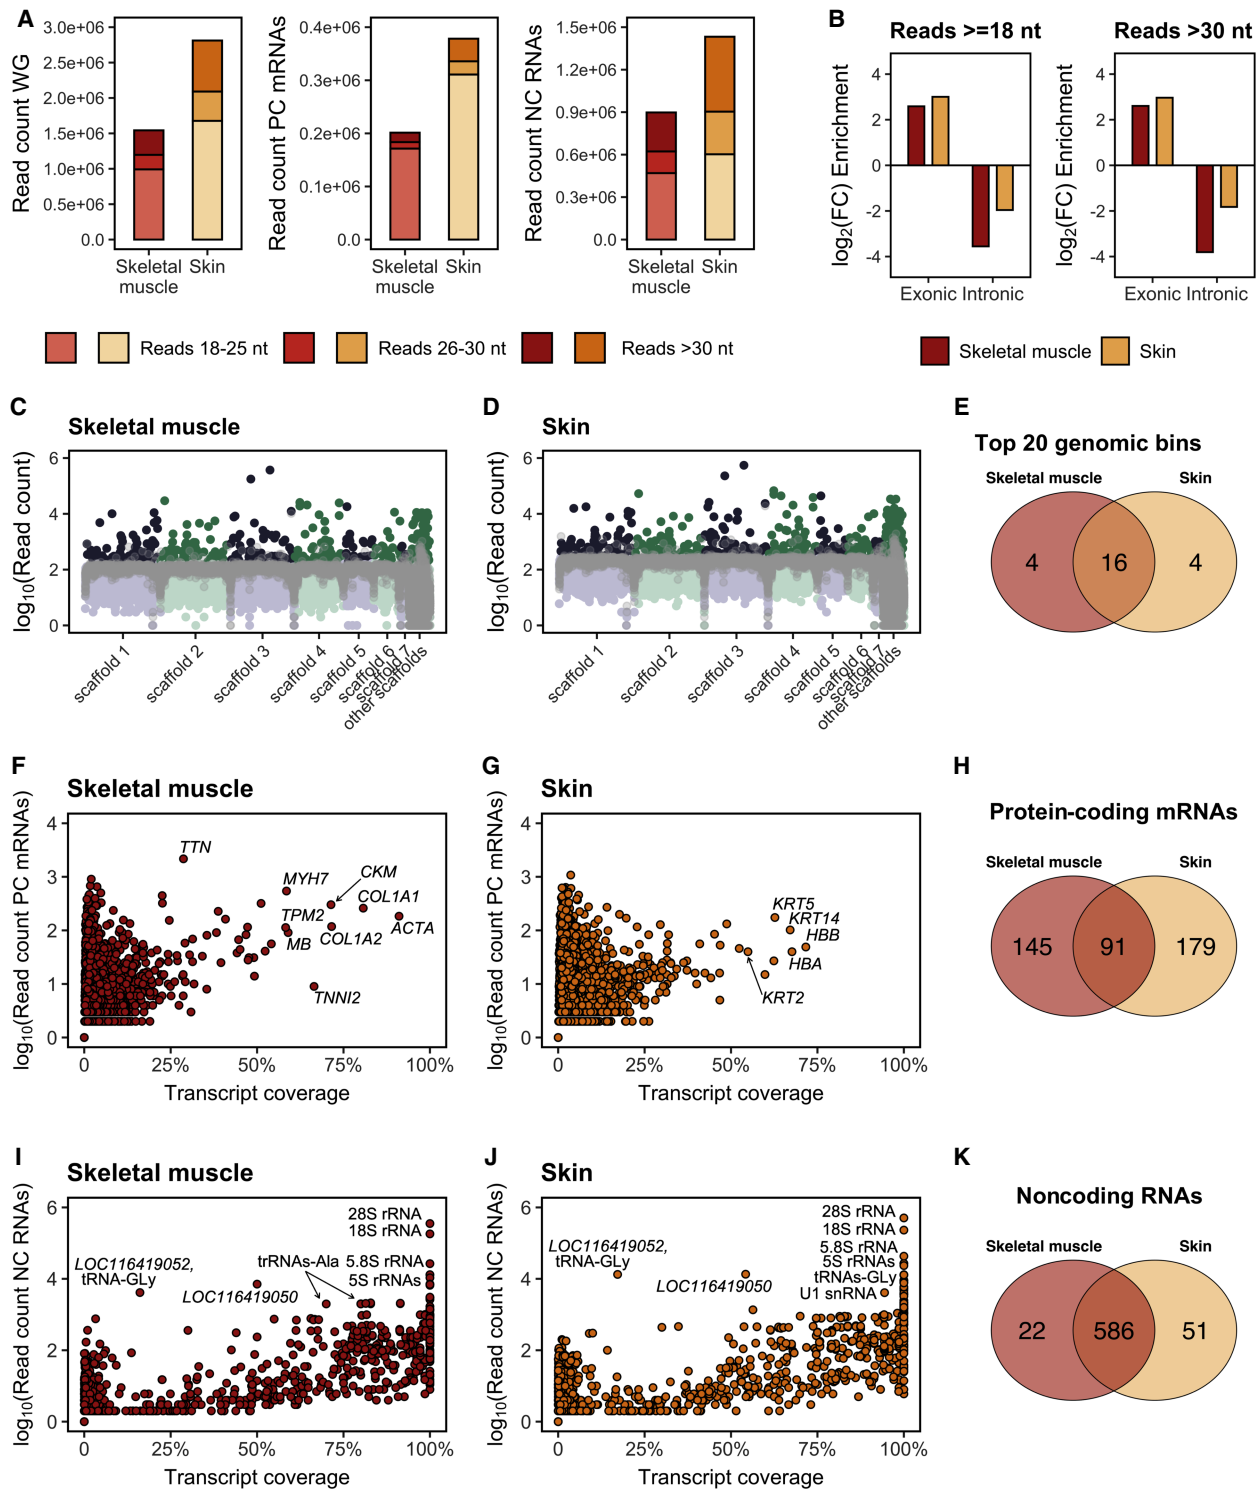 A
Read count WG
3.0e+06
2.5e+06
2.0e+06
1.5e+06
1.0e+06
0.5e+06
0.0
Skeletal muscle
Skin
Read count PC mRNAs
0.4e+06
0.3e+06
0.2e+06
0.1e+06
0.0
Skeletal muscle
Skin
Read count NC RNAs
1.5e+06
1.2e+06
0.9e+06
0.6e+06
0.3e+06
0.0
Skeletal muscle
Skin
Reads 18-25 nt
Reads 26-30 nt
Reads >30 nt
B
Reads >=18 nt
log2(FC) Enrichment
4
2
0
-2
-4
Exonic Intronic
Reads >30 nt
log2(FC) Enrichment
4
2
0
-2
-4
Exonic Intronic
Skeletal muscle
Skin
C
Skeletal muscle
log10(Read count)
6
4
2
0
scaffold 1
scaffold 2
scaffold 3
scaffold 4
scaffold 5
scaffold 6
scaffold 7
other scaffolds
D
Skin
log10(Read count)
6
4
2
0
scaffold 1
scaffold 2
scaffold 3
scaffold 4
scaffold 5
scaffold 6
scaffold 7
other scaffolds
E
Top 20 genomic bins
Skeletal muscle
Skin
4
16
4
F
Skeletal muscle
log10(Read count PC mRNAs)
4
3
2
1
0
TTN
MYH7
CKM
COL1A1
TPM2
ACTA
MB
COL1A2
TNNI2
0
25%
50%
75%
100%
Transcript coverage
G
Skin
log10(Read count PC mRNAs)
4
3
2
1
0
KRT5
KRT14
HBB
HBA
KRT2
0
25%
50%
75%
100%
Transcript coverage
H
Protein-coding mRNAs
Skeletal muscle
Skin
145
91
179
I
Skeletal muscle
log10(Read count NC RNAs)
6
4
2
0
28S rRNA
18S rRNA
LOC116419052,
tRNA-GLy
trRNAs-Ala
5.8S rRNA
5S rRNAs
LOC116419050
0
25%
50%
75%
100%
Transcript coverage
J
Skin
log10(Read count NC RNAs)
6
4
2
0
28S rRNA
18S rRNA
LOC116419052,
tRNA-GLy
5.8S rRNA
5S rRNAs
tRNAs-GLy
LOC116419050
U1 snRNA
0
25%
50%
75%
100%
Transcript coverage
K
Noncoding RNAs
Skeletal muscle
Skin
22
586
51